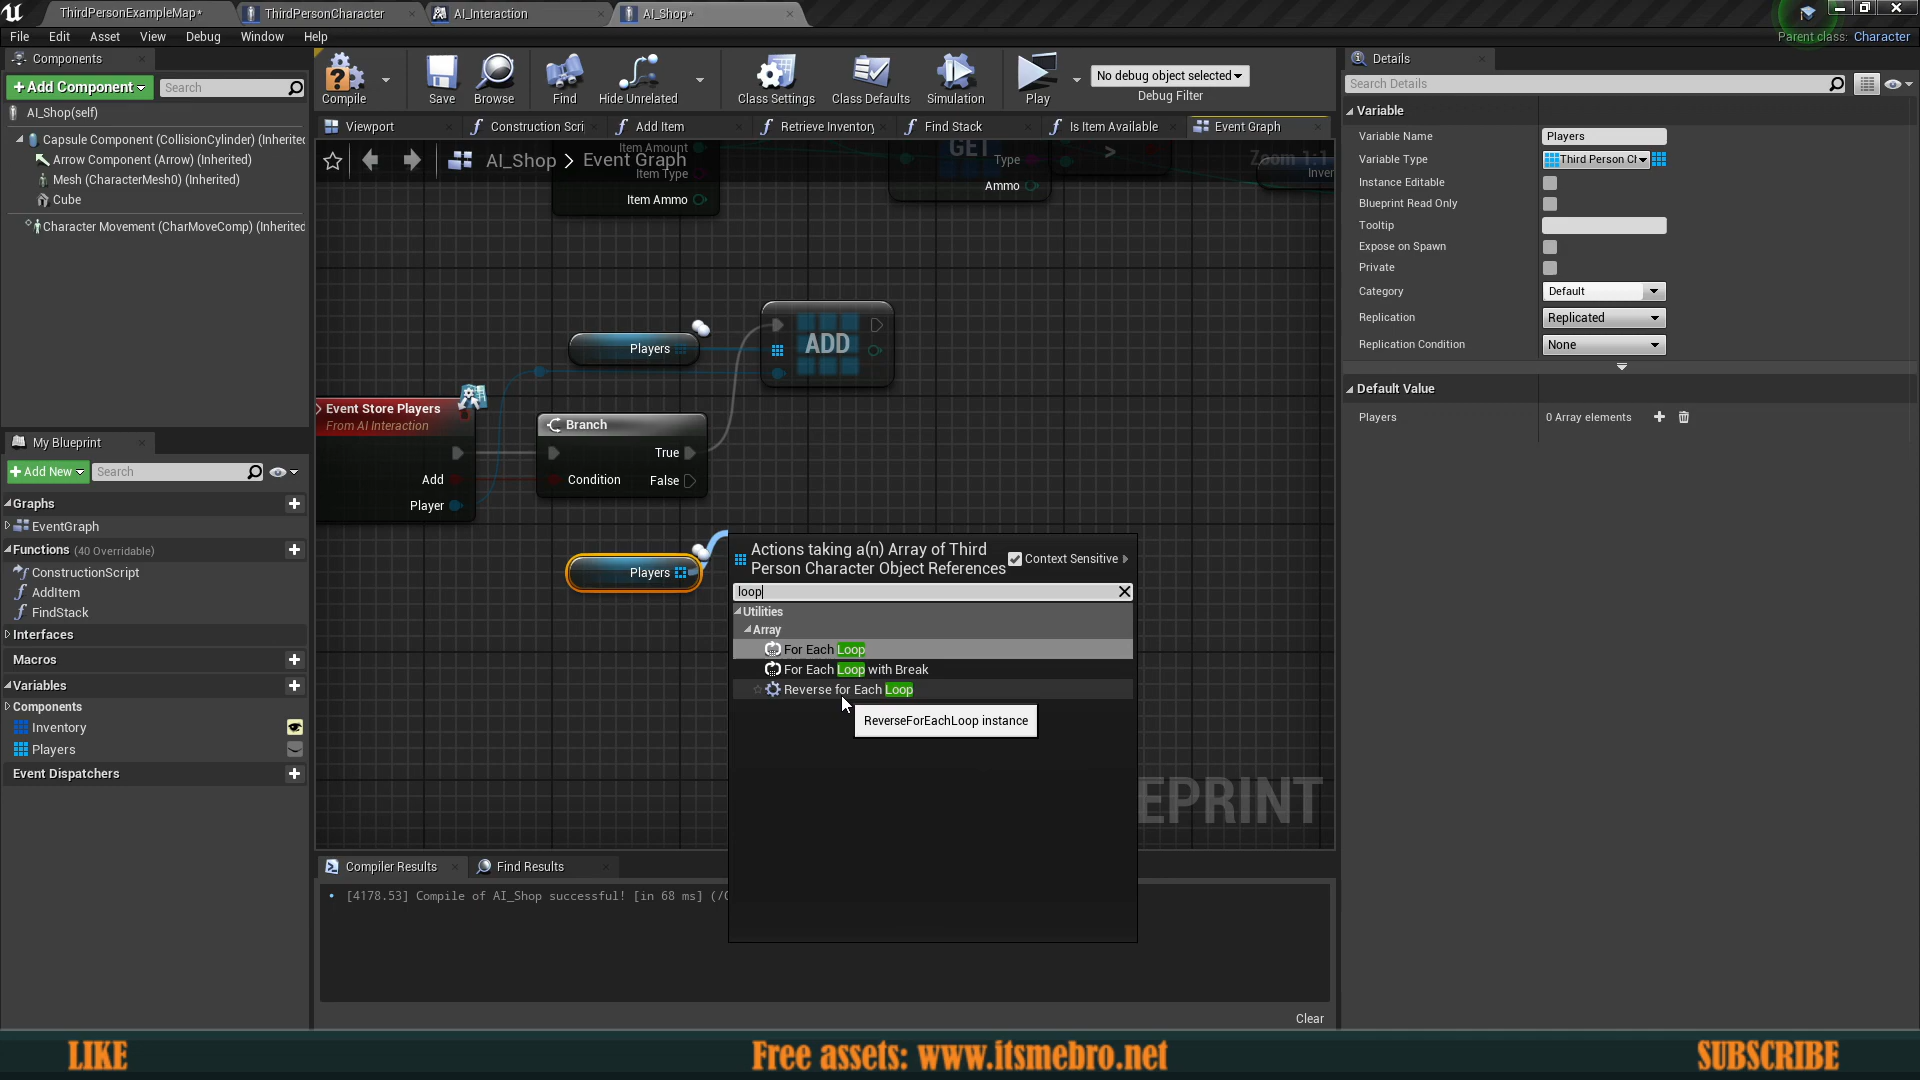 ThirdPersonExampleMap*
ThirdPersonCharacter
AI_Interaction
AI_Shop*
File Edit Asset View Debug Window Help
Parent class: Character
Components
+Add Component
Search
AI_Shop(self)
Capsule Component (CollisionCylinder) (Inherited
Arrow Component (Arrow) (Inherited)
Mesh (CharacterMesh0) (Inherited)
Cube
Character Movement (CharMoveComp) (Inherited
My Blueprint
+Add New
Search
Graphs
EventGraph
Functions (40 Overridable)
ConstructionScript
AddItem
FindStack
Interfaces
Macros
Variables
Components
Inventory
Players
Event Dispatchers
Compile
Save
Browse
Find
Hide Unrelated
Class Settings
Class Defaults
Simulation
Play
No debug object selected
Debug Filter
Viewport
Construction Scri
Add Item
Retrieve Inventory
Find Stack
Is Item Available
Event Graph
AI_Shop > Event Graph
Zoom 1:1
Item Amount
Item Type
Item Ammo
GET
Type
Ammo
>
Inver
Players
ADD
Event Store Players
From AI Interaction
Add
Player
Branch
True
Condition
False
Players
Actions taking a(n) Array of Third
Person Character Object References
Context Sensitive
loop
Utilities
Array
For Each Loop
For Each Loop with Break
Reverse for Each Loop
ReverseForEachLoop instance
EPRINT
Compiler Results
Find Results
[4178.53] Compile of AI_Shop successful! [in 68 ms]
Clear
Details
Search Details
Variable
Variable Name
Players
Variable Type
Third Person Cl
Instance Editable
Blueprint Read Only
Tooltip
Expose on Spawn
Private
Category
Default
Replication
Replicated
Replication Condition
None
Default Value
Players
0 Array elements
LIKE
Free assets: www.itsmebro.net
SUBSCRIBE